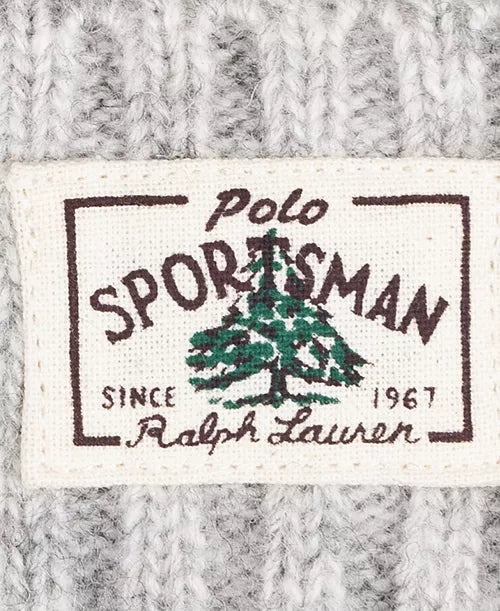 Polo
SPORTSMAN
SINCE 1967
Ralph Lauren